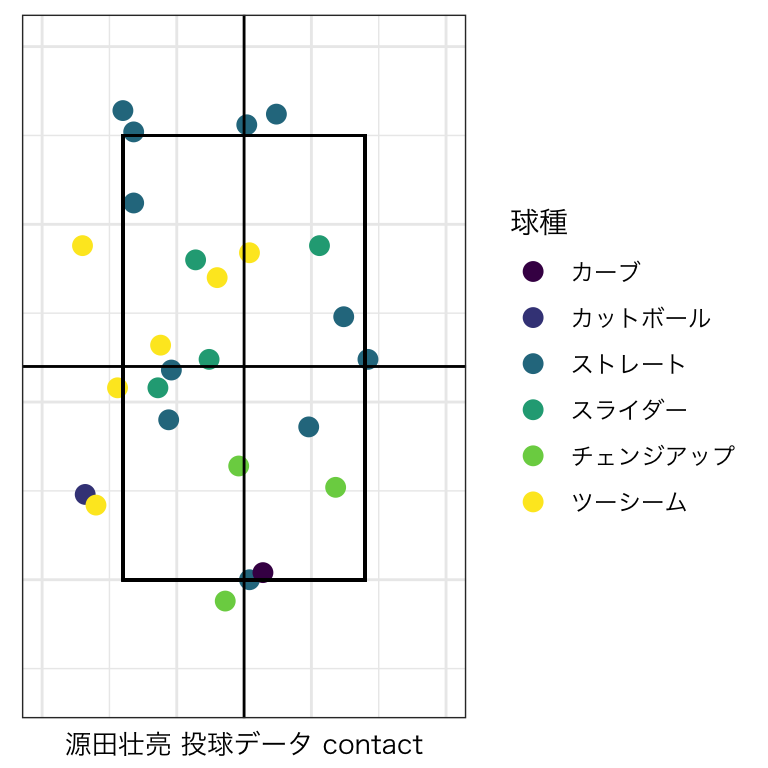 球種
カーブ
カットボール
ストレート
スライダー
チェンジアップ
ツーシーム
源田壮亮 投球データ contact